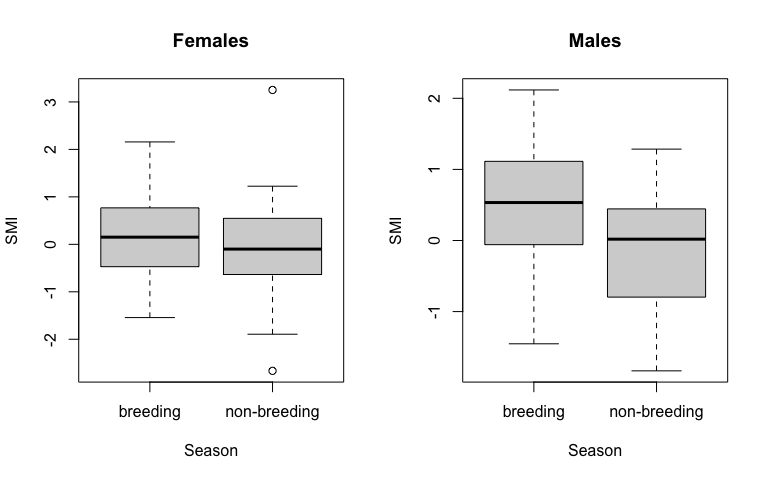 Females
SMI
3
2
1
0
-1
-2
breeding
non-breeding
Season
Males
SMI
2
1
0
-1
breeding
non-breeding
Season